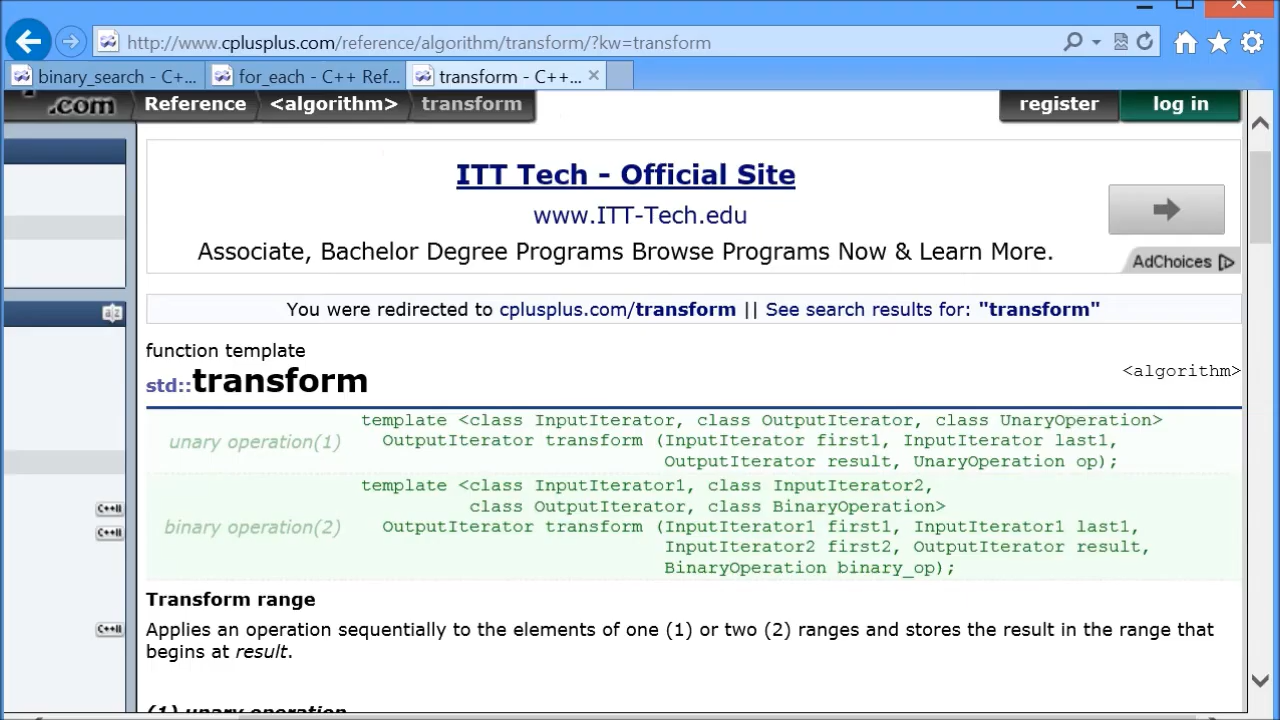 http://www.cplusplus.com/reference/algorithm/transform/?kw=transform
binary_search - C+...
for_each - C++ Ref...
transform - C++...
.com
Reference
<algorithm>
transform
register
log in
ITT Tech - Official Site
www.ITT-Tech.edu
Associate, Bachelor Degree Programs Browse Programs Now & Learn More.
AdChoices
You were redirected to cplusplus.com/transform || See search results for: "transform"
function template
std::transform
<algorithm>
unary operation(1)
template <class InputIterator, class OutputIterator, class UnaryOperation>
OutputIterator transform (InputIterator first1, InputIterator last1,
OutputIterator result, UnaryOperation op);
binary operation(2)
template <class InputIterator1, class InputIterator2,
class OutputIterator, class BinaryOperation>
OutputIterator transform (InputIterator1 first1, InputIterator1 last1,
InputIterator2 first2, OutputIterator result,
BinaryOperation binary_op);
C++11
C++11
C++11
Transform range
Applies an operation sequentially to the elements of one (1) or two (2) ranges and stores the result in the range that
begins at result.
(1) unary operation